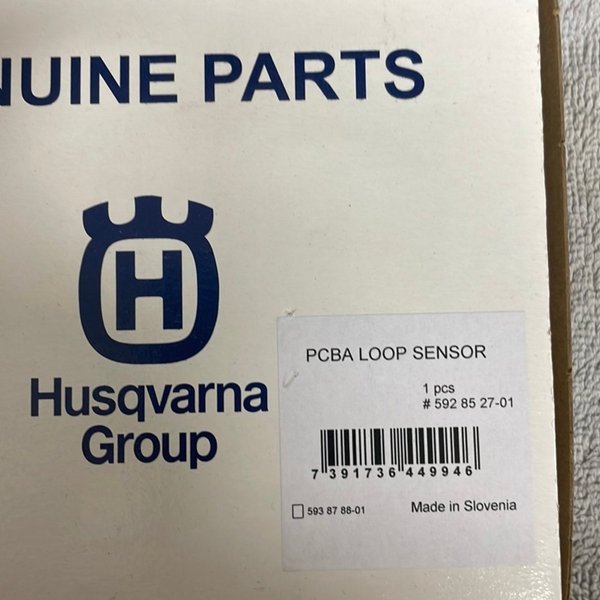 NUINE PARTS
H
Husqvarna
Group
PCBA LOOP SENSOR
1 pcs
# 592 85 27-01
7 391736 449946
593 87 88-01
Made in Slovenia